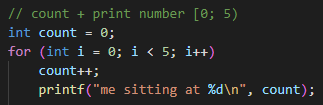 // count + print number [0; 5)
int count = 0;
for (int i = 0; i < 5; i++)
    count++;
    printf("me sitting at %d\n", count);